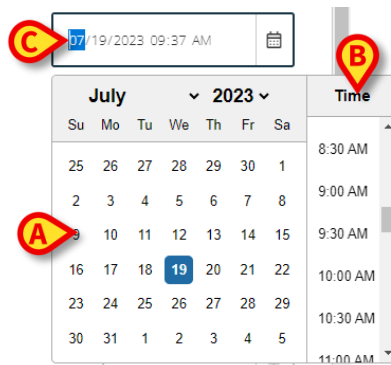 C
07/19/2023 09:37 AM
B
July 2023 Time
Su Mo Tu We Th Fr Sa
25 26 27 28 29 30 1
8:30 AM
2 3 4 5 6 7 8
9:00 AM
A
9 10 11 12 13 14 15
9:30 AM
16 17 18 19 20 21 22
10:00 AM
23 24 25 26 27 28 29
10:30 AM
30 31 1 2 3 4 5
11:00 AM